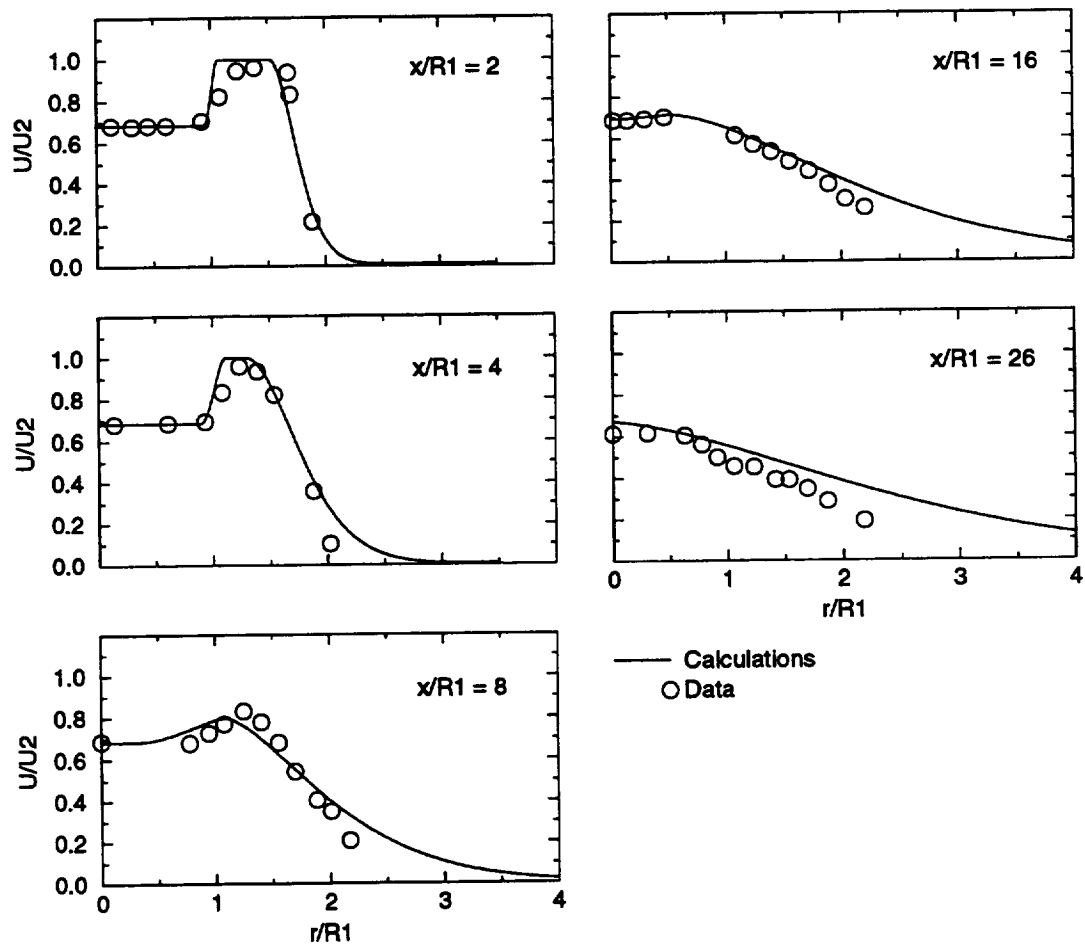 U/U2
1.0
0.8
0.6
0.4
0.2
0.0
x/R1 = 2
U/U2
1.0
0.8
0.6
0.4
0.2
0.0
x/R1 = 4
U/U2
1.0
0.8
0.6
0.4
0.2
0.0
x/R1 = 8
0 1 2 3 4
r/R1
x/R1 = 16
x/R1 = 26
0 1 2 3 4
r/R1
Calculations
Data